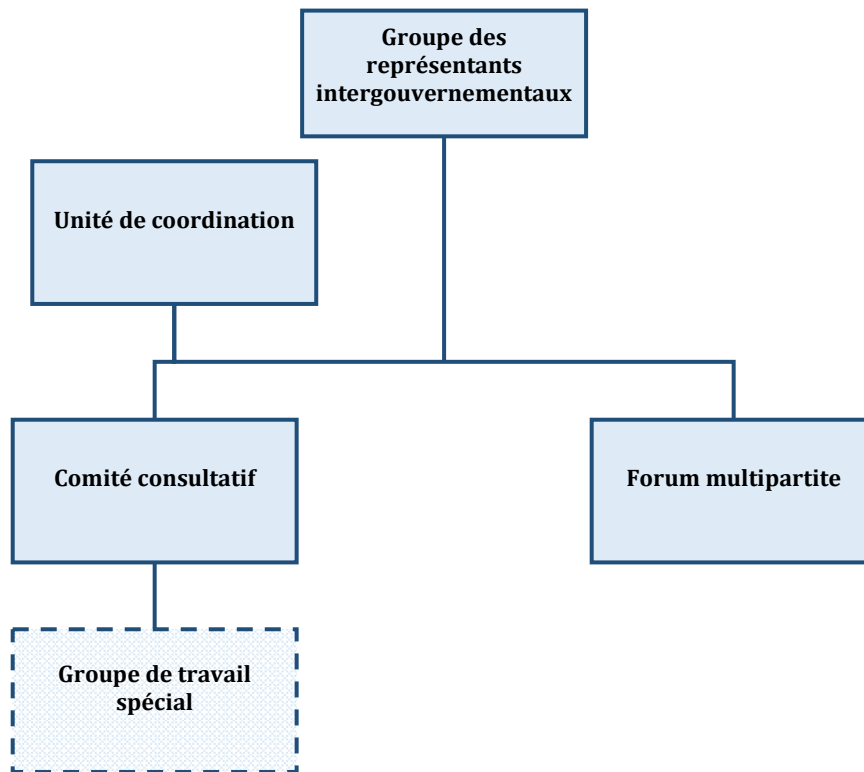 Groupe des
représentants
intergouvernementaux
Unité de coordination
Comité consultatif
Forum multipartite
Groupe de travail
spécial